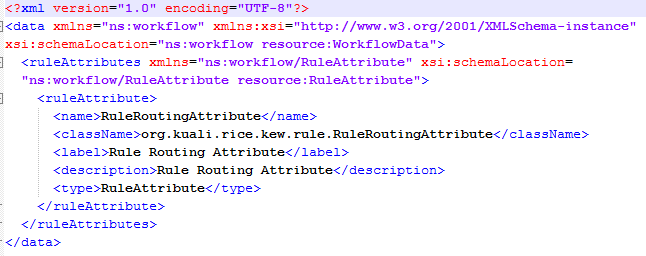 <?xml version="1.0" encoding="UTF-8"?>
<data xmlns="ns:workflow" xmlns:xsi="http://www.w3.org/2001/XMLSchema-instance"
xsi:schemaLocation="ns:workflow resource:WorkflowData">
<ruleAttributes xmlns="ns:workflow/RuleAttribute" xsi:schemaLocation=
"ns:workflow/RuleAttribute resource:RuleAttribute">
<ruleAttribute>
<name>RuleRoutingAttribute</name>
<className>org.kuali.rice.kew.rule.RuleRoutingAttribute</className>
<label>Rule Routing Attribute</label>
<description>Rule Routing Attribute</description>
<type>RuleAttribute</type>
</ruleAttribute>
</ruleAttributes>
</data>